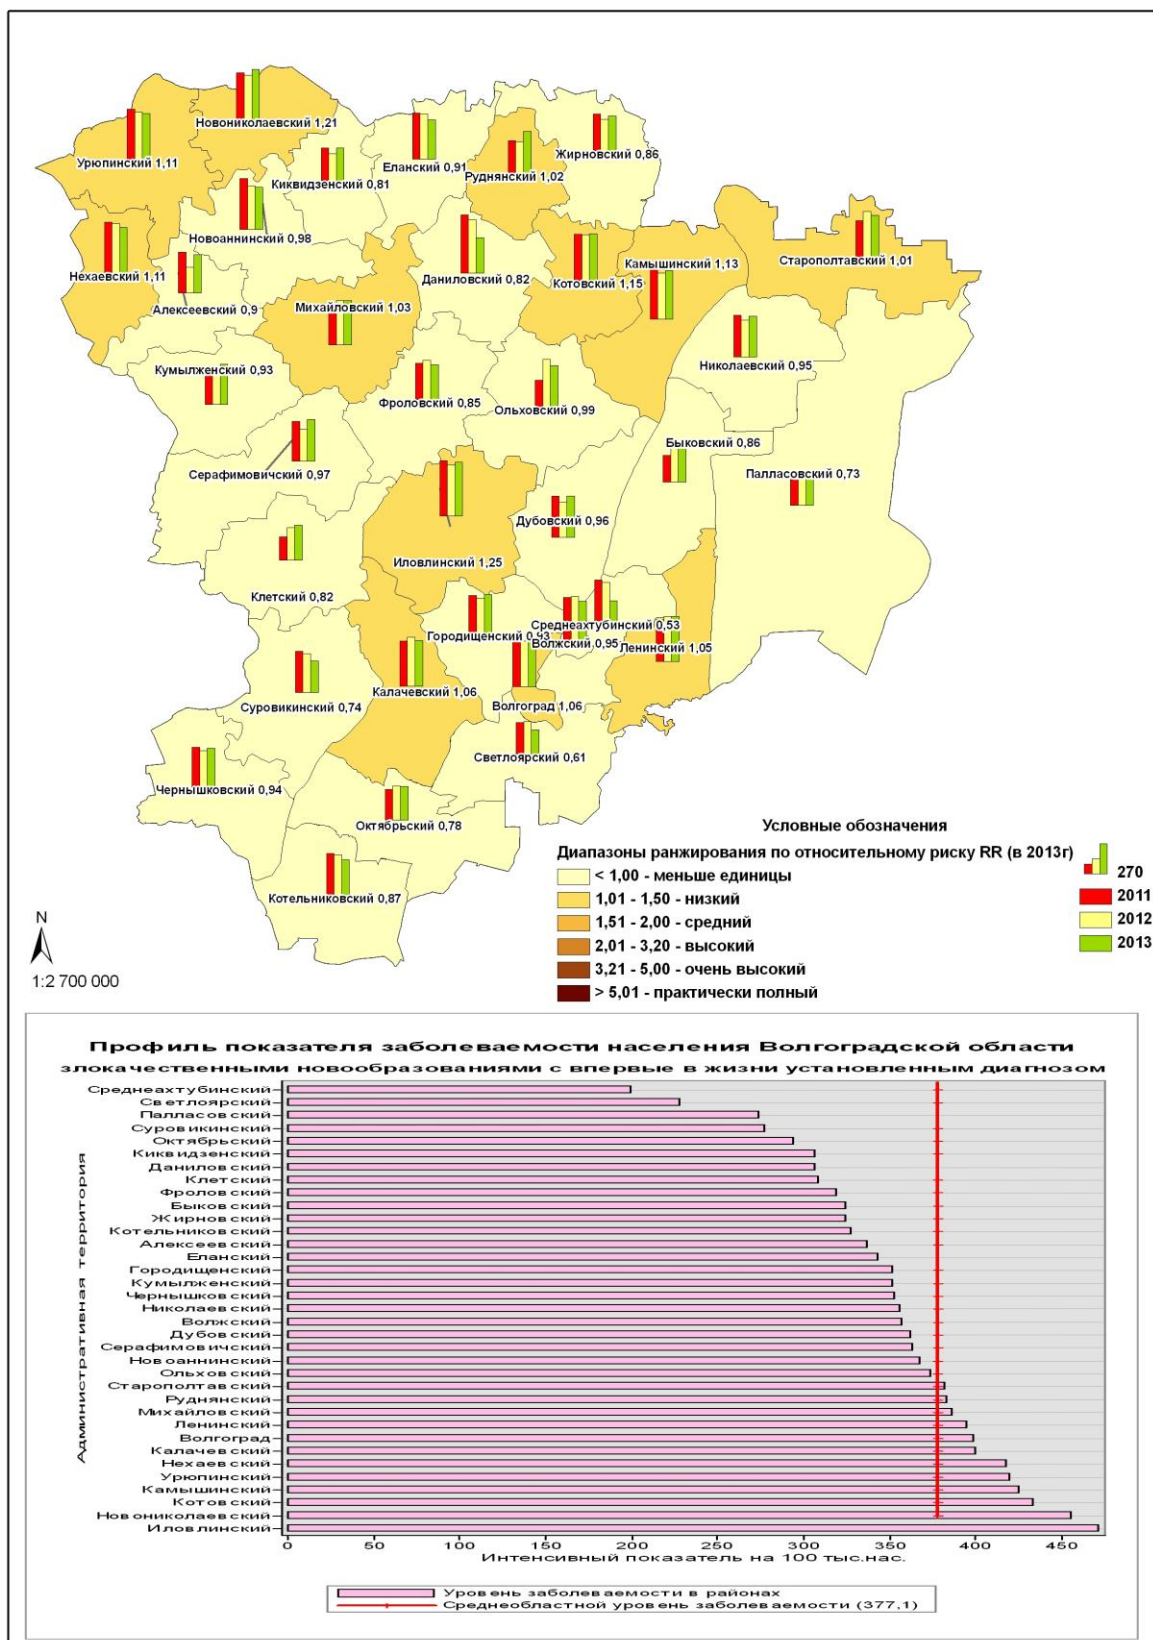 Новониколаевский 1,21
Урюпинский 1,11
Еланский 0,91
Жирновский 0,86
Руднянский 1,02
Киквидзенский 0,81
Новоаннинский 0,98
Нехаевский 1,11
Алексеевский 0,9
Даниловский 0,82
Котовский 1,15
Камышинский 1,13
Старополтавский 1,01
Михайловский 1,03
Николаевский 0,95
Кумылженский 0,93
Фроловский 0,85
Ольховский 0,99
Быковский 0,86
Палласовский 0,73
Серафимовичский 0,97
Дубовский 0,96
Иловлинский 1,25
Клетский 0,82
Городищенский 0,93
Среднеахтубинский 0,53
Волжский 0,95
Ленинский 1,05
Калачевский 1,06
Суровикинский 0,74
Волгоград 1,06
Светлоярский 0,61
Чернышковский 0,94
Октябрьский 0,78
Котельниковский 0,87
N
1:2 700 000
Условные обозначения
Диапазоны ранжирования по относительному риску RR (в 2013г)
< 1,00 - меньше единицы
1,01 - 1,50 - низкий
1,51 - 2,00 - средний
2,01 - 3,20 - высокий
3,21 - 5,00 - очень высокий
> 5,01 - практически полный
270
2011
2012
2013
Профиль показателя заболеваемости населения Волгоградской области
злокачественными новообразованиями с впервые в жизни установленным диагнозом
Административная территория
Среднеахтубинский
Светлоярский
Палласовский
Суровикинский
Октябрьский
Киквидзенский
Даниловский
Клетский
Фроловский
Быковский
Жирновский
Котельниковский
Алексеевский
Еланский
Городищенский
Кумылженский
Чернышковский
Николаевский
Волжский
Дубовский
Серафимовичский
Новоаннинский
Ольховский
Старополтавский
Руднянский
Михайловский
Ленинский
Волгоград
Калачевский
Нехаевский
Урюпинский
Камышинский
Котовский
Новониколаевский
Иловлинский
0 50 100 150 200 250 300 350 400 450
Интенсивный показатель на 100 тыс.нас.
Уровень заболеваемости в районах
Среднеобластной уровень заболеваемости (377,1)